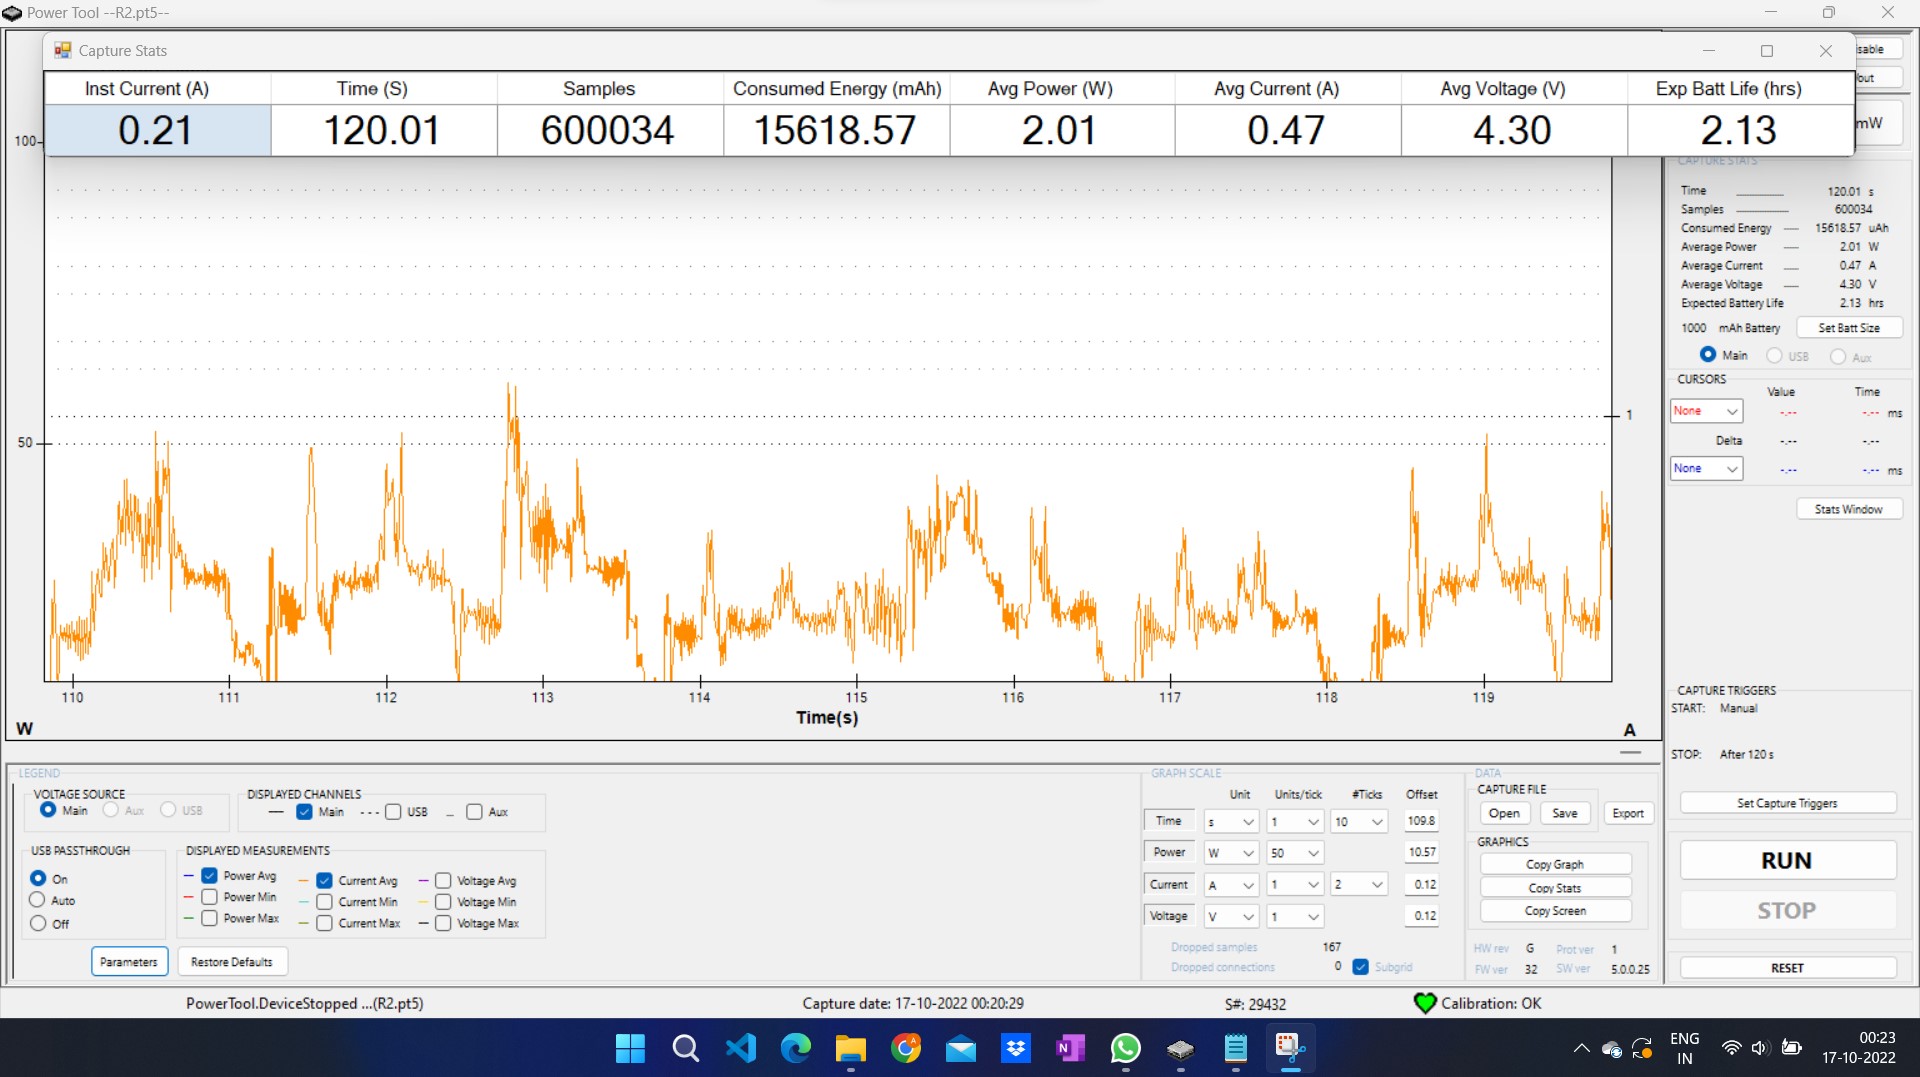 Power Tool --R2.pt5--
Capture Stats
Inst Current (A) Time (S) Samples Consumed Energy (mAh) Avg Power (W) Avg Current (A) Avg Voltage (V) Exp Batt Life (hrs)
0.21 120.01 600034 15618.57 2.01 0.47 4.30 2.13
100
50
1
110 111 112 113 114 115 116 117 118 119
Time(s)
W
A
mW
CAPTURE STATS
Time 120.01 s
Samples 600034
Consumed Energy 15618.57 uAh
Average Power 2.01 W
Average Current 0.47 A
Average Voltage 4.30 V
Expected Battery Life 2.13 hrs
1000 mAh Battery Set Batt Size
Main USB Aux
CURSORS
Value Time
None -.-- -.-- ms
Delta -.-- -.--
None -.-- -.-- ms
Stats Window
CAPTURE TRIGGERS
START: Manual
STOP: After 120 s
Set Capture Triggers
RUN
STOP
RESET
LEGEND
VOLTAGE SOURCE
Main Aux USB
DISPLAYED CHANNELS
Main USB Aux
USB PASSTHROUGH
On
Auto
Off
DISPLAYED MEASUREMENTS
Power Avg Current Avg Voltage Avg
Power Min Current Min Voltage Min
Power Max Current Max Voltage Max
Parameters Restore Defaults
GRAPH SCALE
Unit Units/tick #Ticks Offset
Time s 1 10 109.8
Power W 50 10.57
Current A 1 2 0.12
Voltage V 1 0.12
Dropped samples 167
Dropped connections 0 Subgrid
DATA
CAPTURE FILE
Open Save Export
GRAPHICS
Copy Graph
Copy Stats
Copy Screen
HW rev G Prot ver 1
FW ver 32 SW ver 5.0.0.25
PowerTool.DeviceStopped ...(R2.pt5) Capture date: 17-10-2022 00:20:29 S#: 29432 Calibration: OK
ENG
IN
00:23
17-10-2022